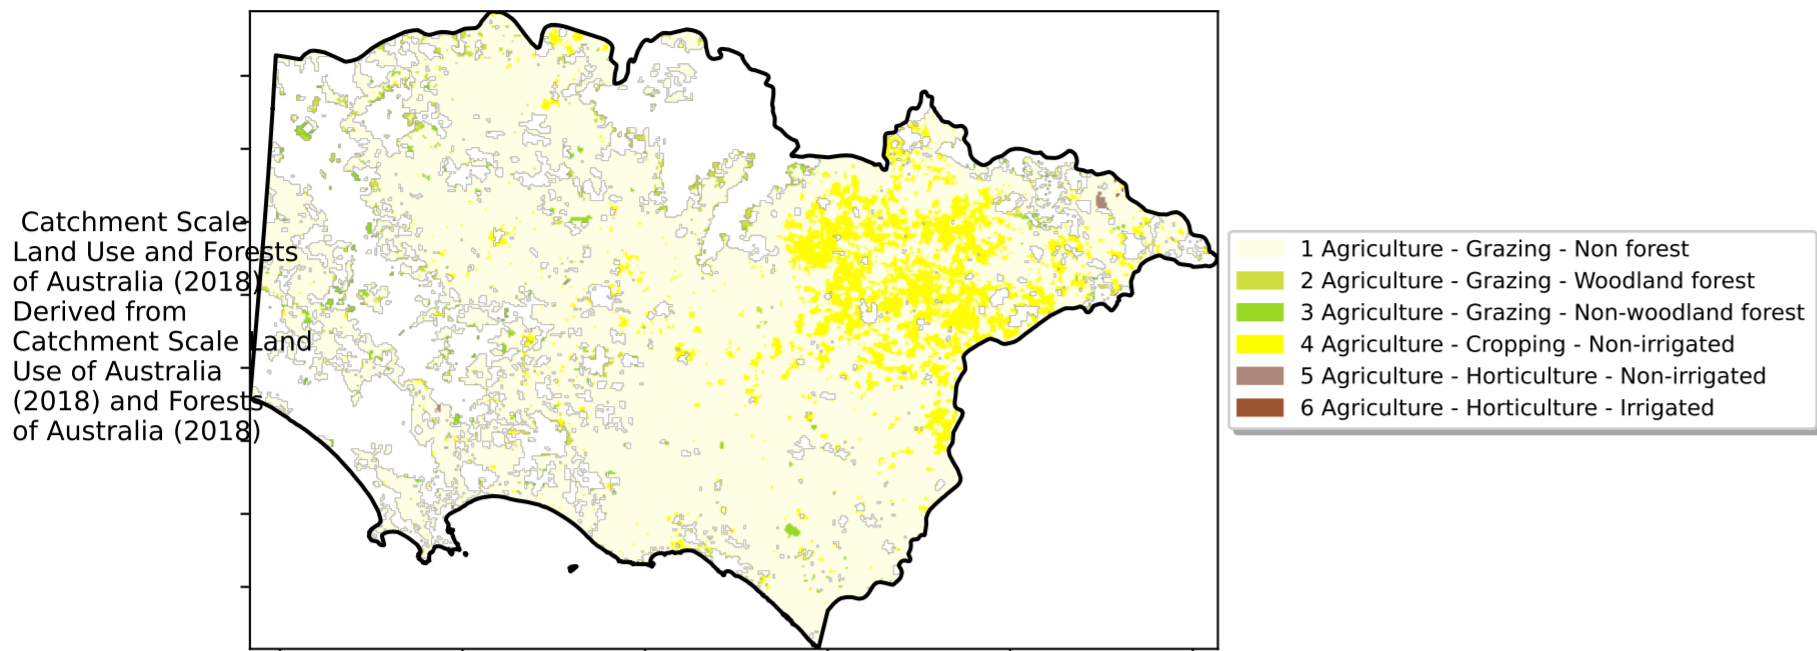 Catchment Scale
Land Use and Forests
of Australia (2018)
Derived from
Catchment Scale Land
Use of Australia
(2018) and Forests
of Australia (2018)
1 Agriculture - Grazing - Non forest
2 Agriculture - Grazing - Woodland forest
3 Agriculture - Grazing - Non-woodland forest
4 Agriculture - Cropping - Non-irrigated
5 Agriculture - Horticulture - Non-irrigated
6 Agriculture - Horticulture - Irrigated